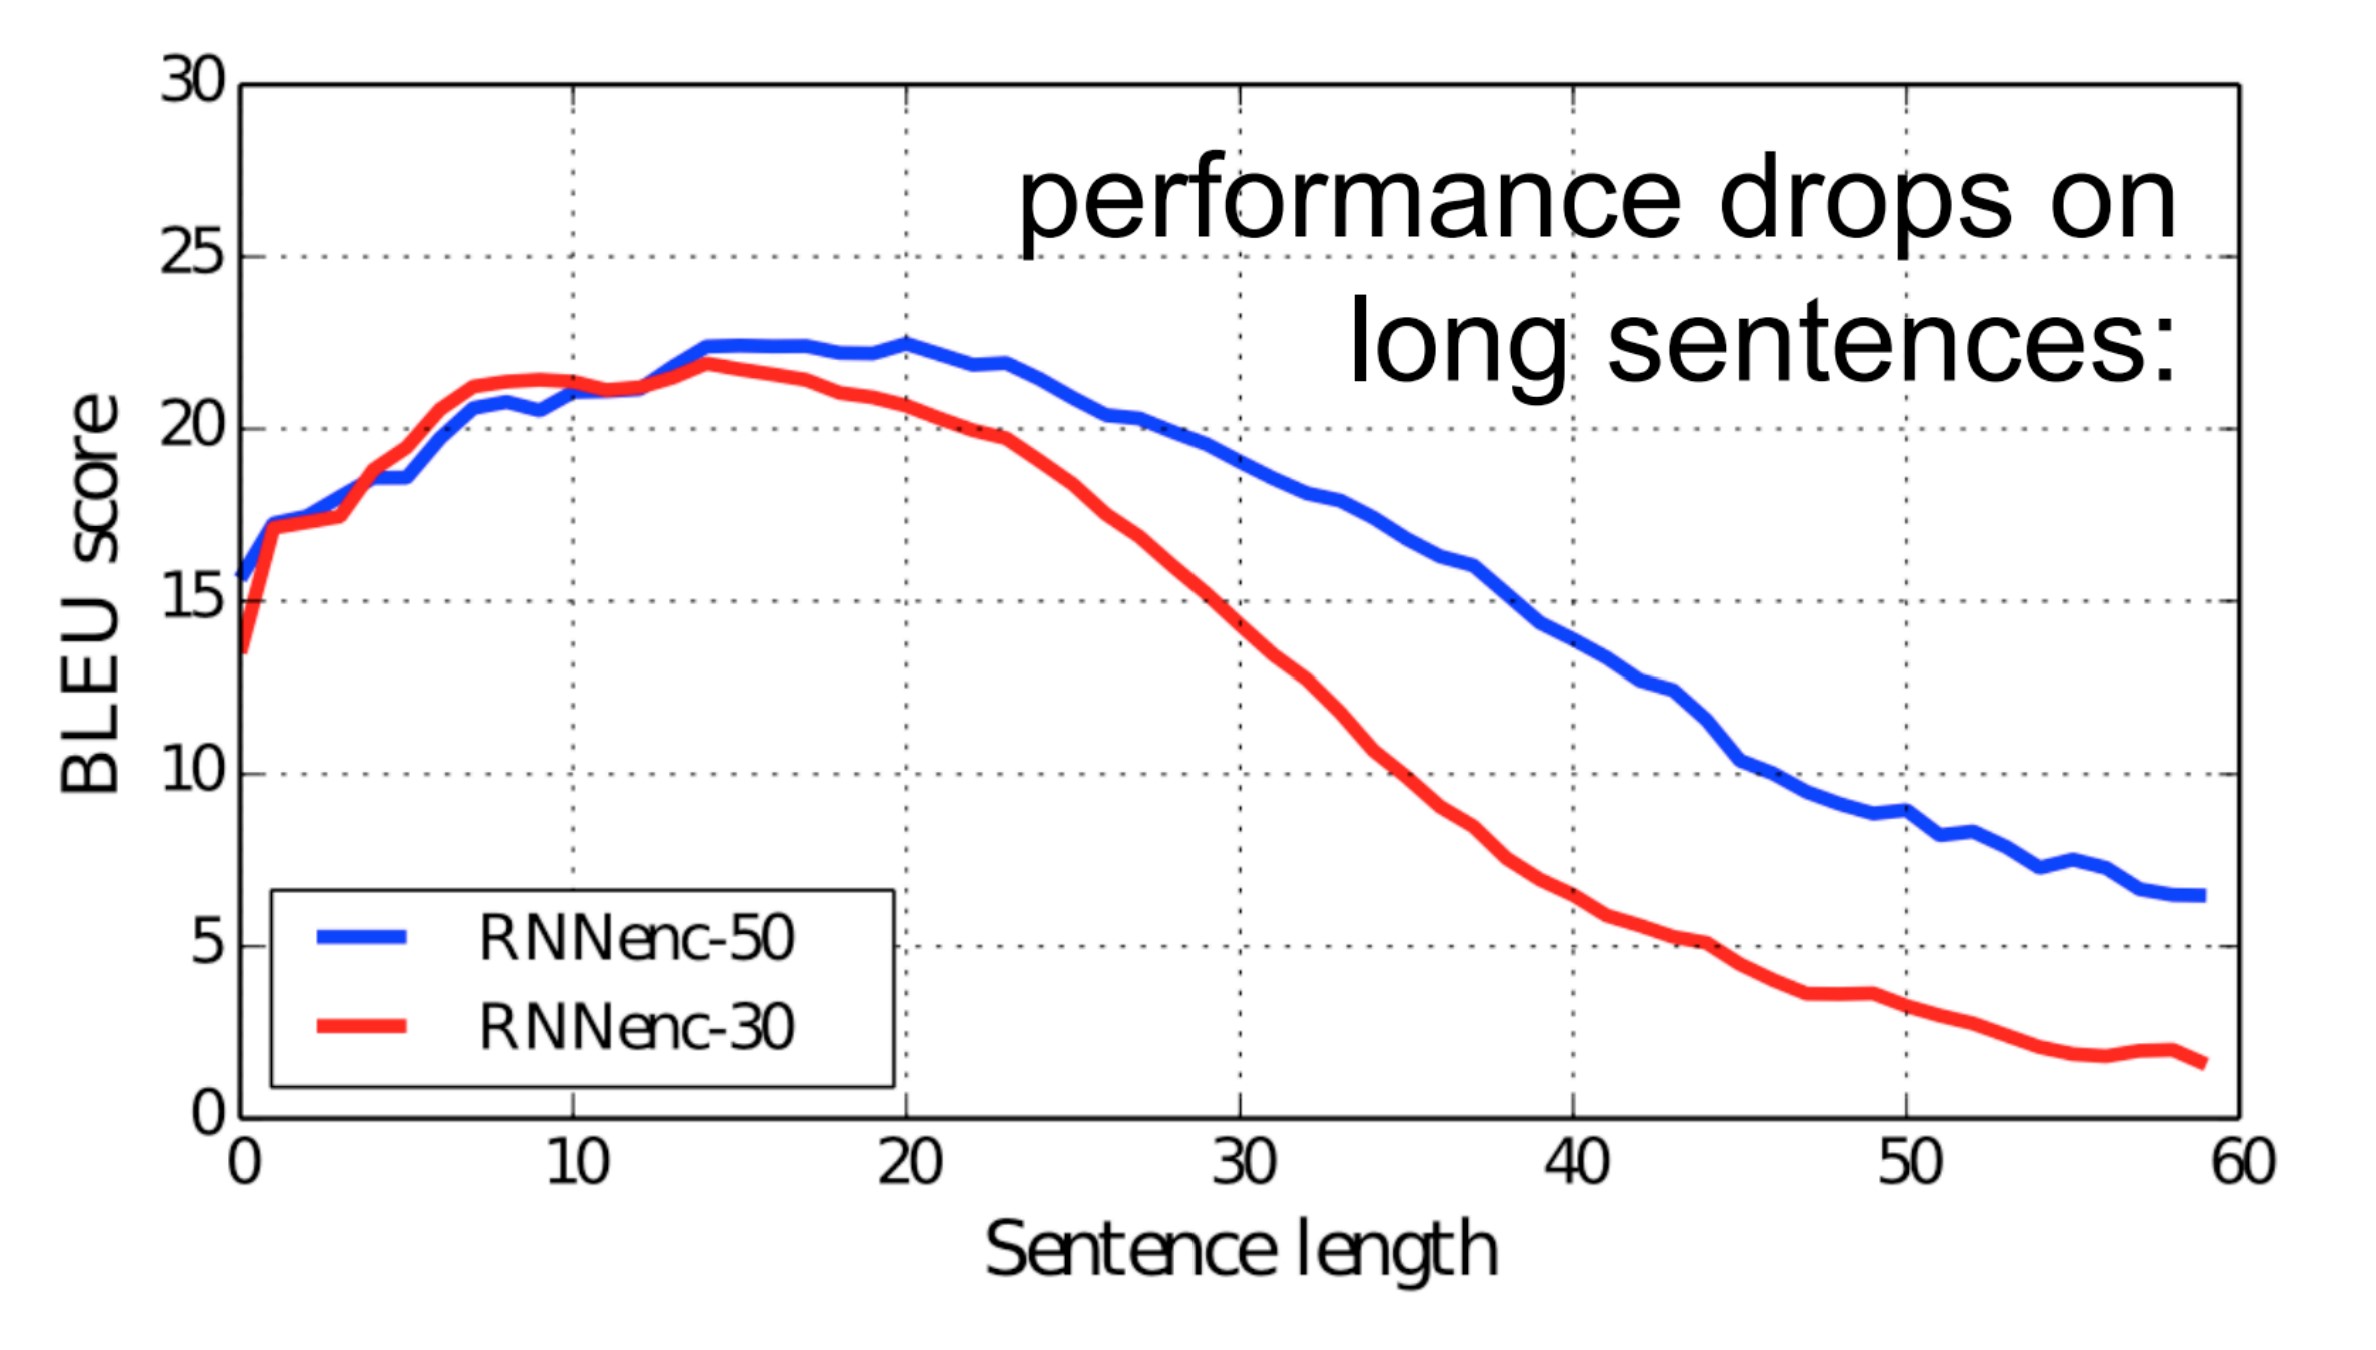 performance drops on
long sentences:
30
25
20
15
10
5
0
BLEU score
RNNenc-50
RNNenc-30
0 10 20 30 40 50 60
Sentence length